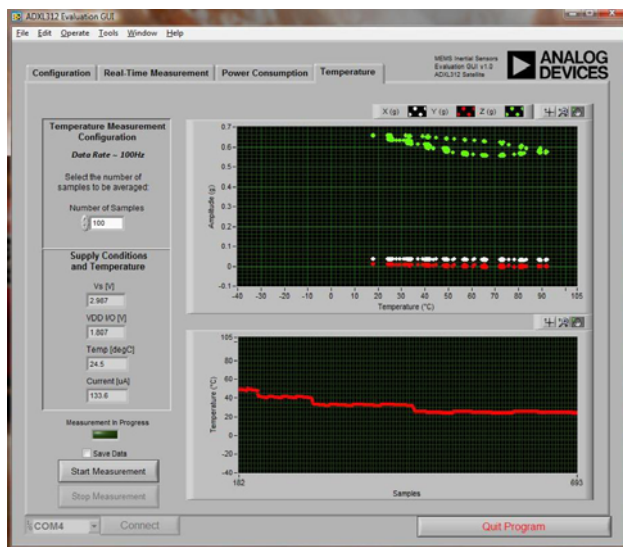 ADXL312 Evaluation GUI
File Edit Operate Tools Window Help
Configuration Real-Time Measurement Power Consumption Temperature
MEMS Inertial Sensors
Evaluation GUI v1.0
ADXL312 Satellite
ANALOG
DEVICES
Temperature Measurement
Configuration
Data Rate = 100Hz
Select the number of
samples to be averaged:
Number of Samples
100
Supply Conditions
and Temperature
Vs [V]
2.987
VDD I/O [V]
1.807
Temp [degC]
24.5
Current [uA]
133.6
Measurement In Progress
Save Data
Start Measurement
Stop Measurement
COM4
Connect
X (g) Y (g) Z (g)
Amplitude (g)
0.7
0.6
0.5
0.4
0.3
0.2
0.1
0
-0.1
-40 -30 -20 -10 0 10 20 30 40 50 60 70 80 90 105
Temperature (°C)
Temperature (°C)
105
80
60
40
20
0
-20
-40
182 693
Samples
Quit Program